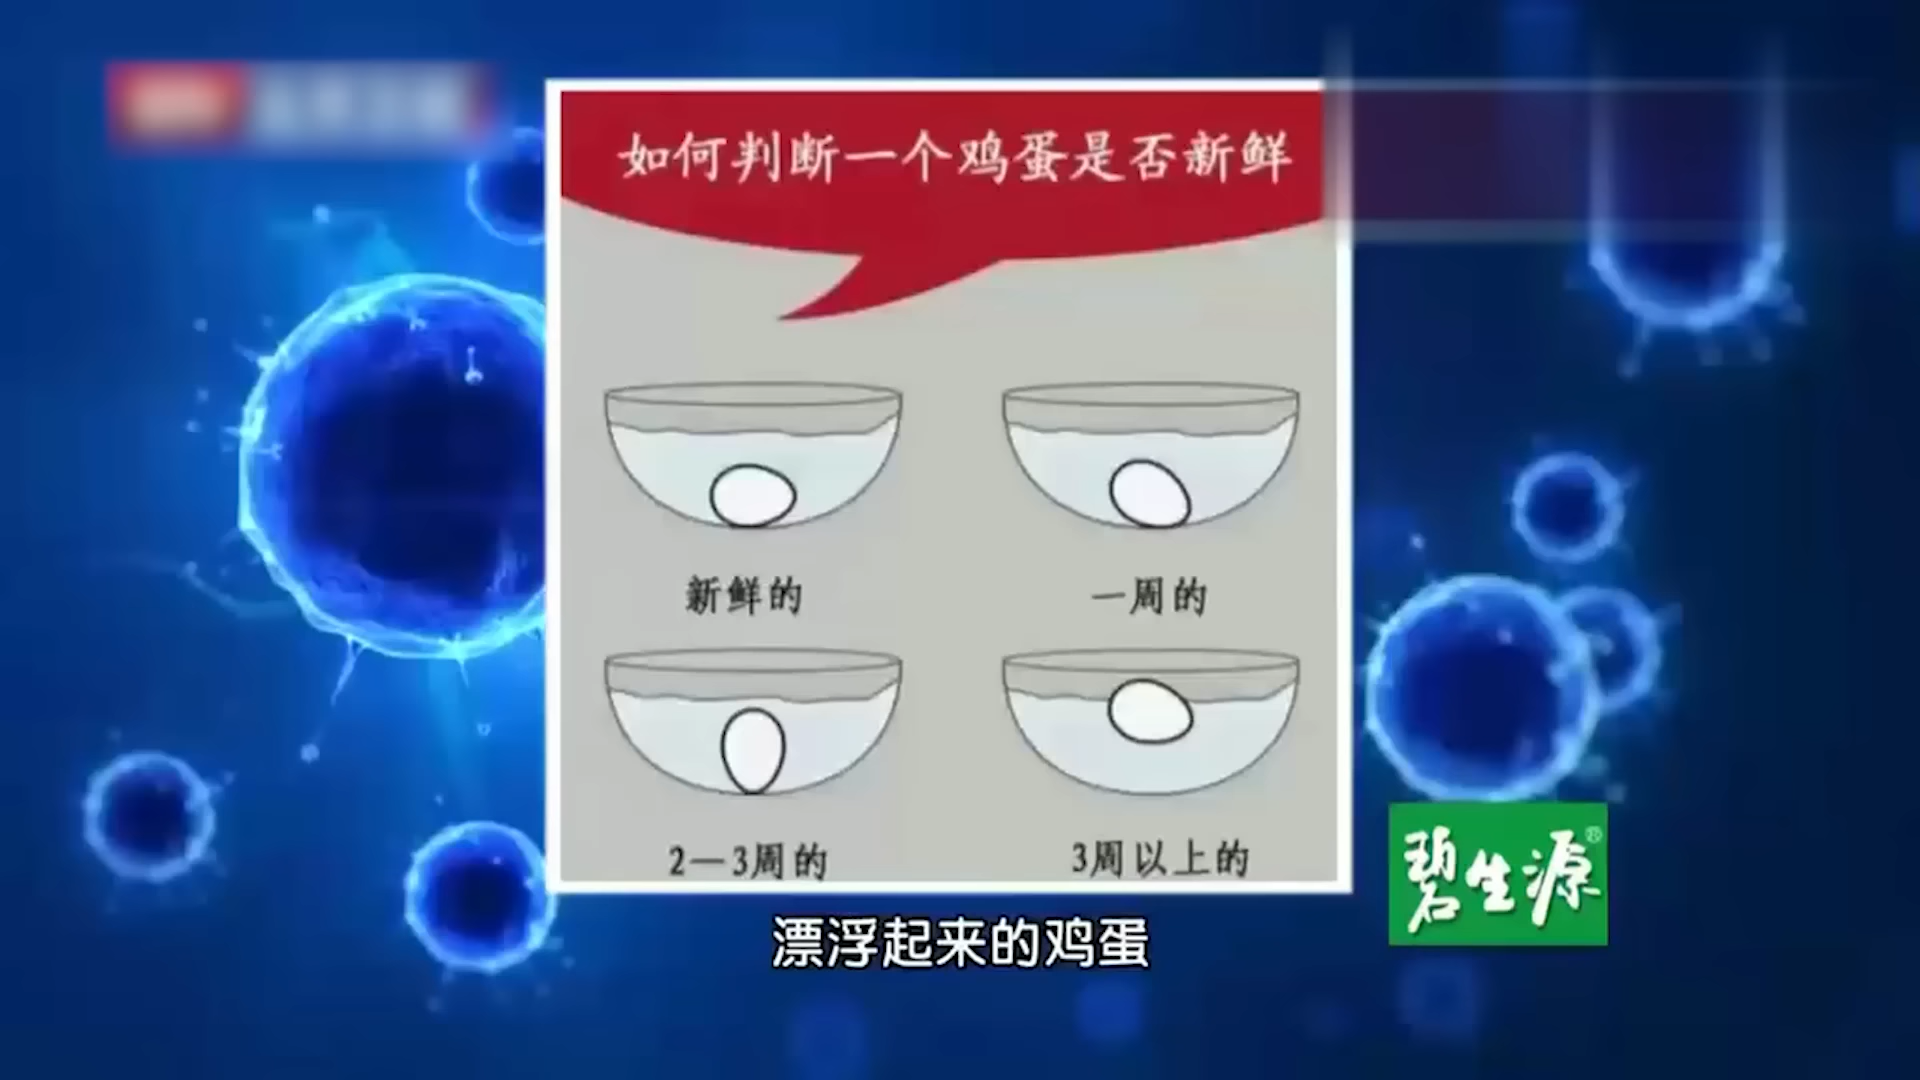 如何判断一个鸡蛋是否新鲜
新鲜的
一周的
2—3周的
3周以上的
碧生源®
漂浮起来的鸡蛋